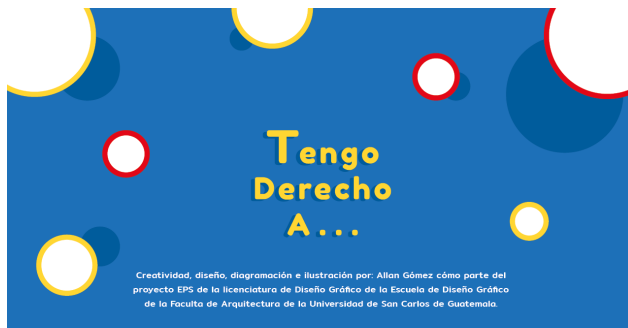 Tengo
Derecho
A...
Creatividad, diseño, diagramación e ilustración por: Allan Gómez cómo parte del
proyecto EPS de la licenciatura de Diseño Gráfico de la Escuela de Diseño Gráfico
de la Faculta de Arquitectura de la Universidad de San Carlos de Guatemala.